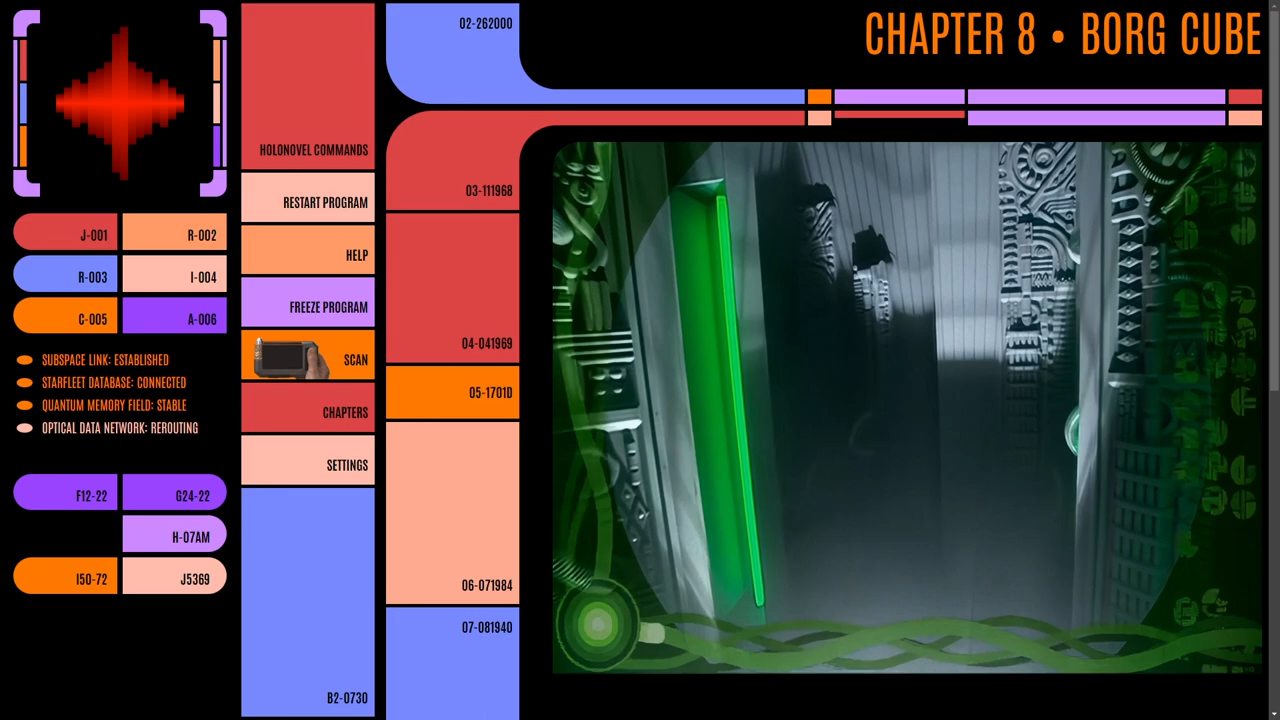 CHAPTER 8 • BORG CUBE
J-001
R-002
R-003
I-004
C-005
A-006
SUBSPACE LINK: ESTABLISHED
STARFLEET DATABASE: CONNECTED
QUANTUM MEMORY FIELD: STABLE
OPTICAL DATA NETWORK: REROUTING
F12-22
G24-22
H-07AM
I50-72
J5369
HOLONOVEL COMMANDS
RESTART PROGRAM
HELP
FREEZE PROGRAM
SCAN
CHAPTERS
SETTINGS
B2-0730
02-262000
03-111968
04-041969
05-1701D
06-071984
07-081940